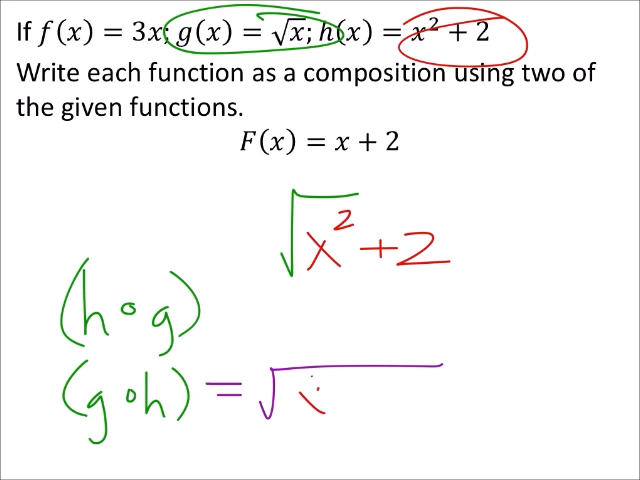 If f(x) = 3x; g(x) = √x; h(x) = x² + 2
Write each function as a composition using two of
the given functions.
F(x) = x + 2
√x² + 2
(h ∘ g)
(g ∘ h) = √